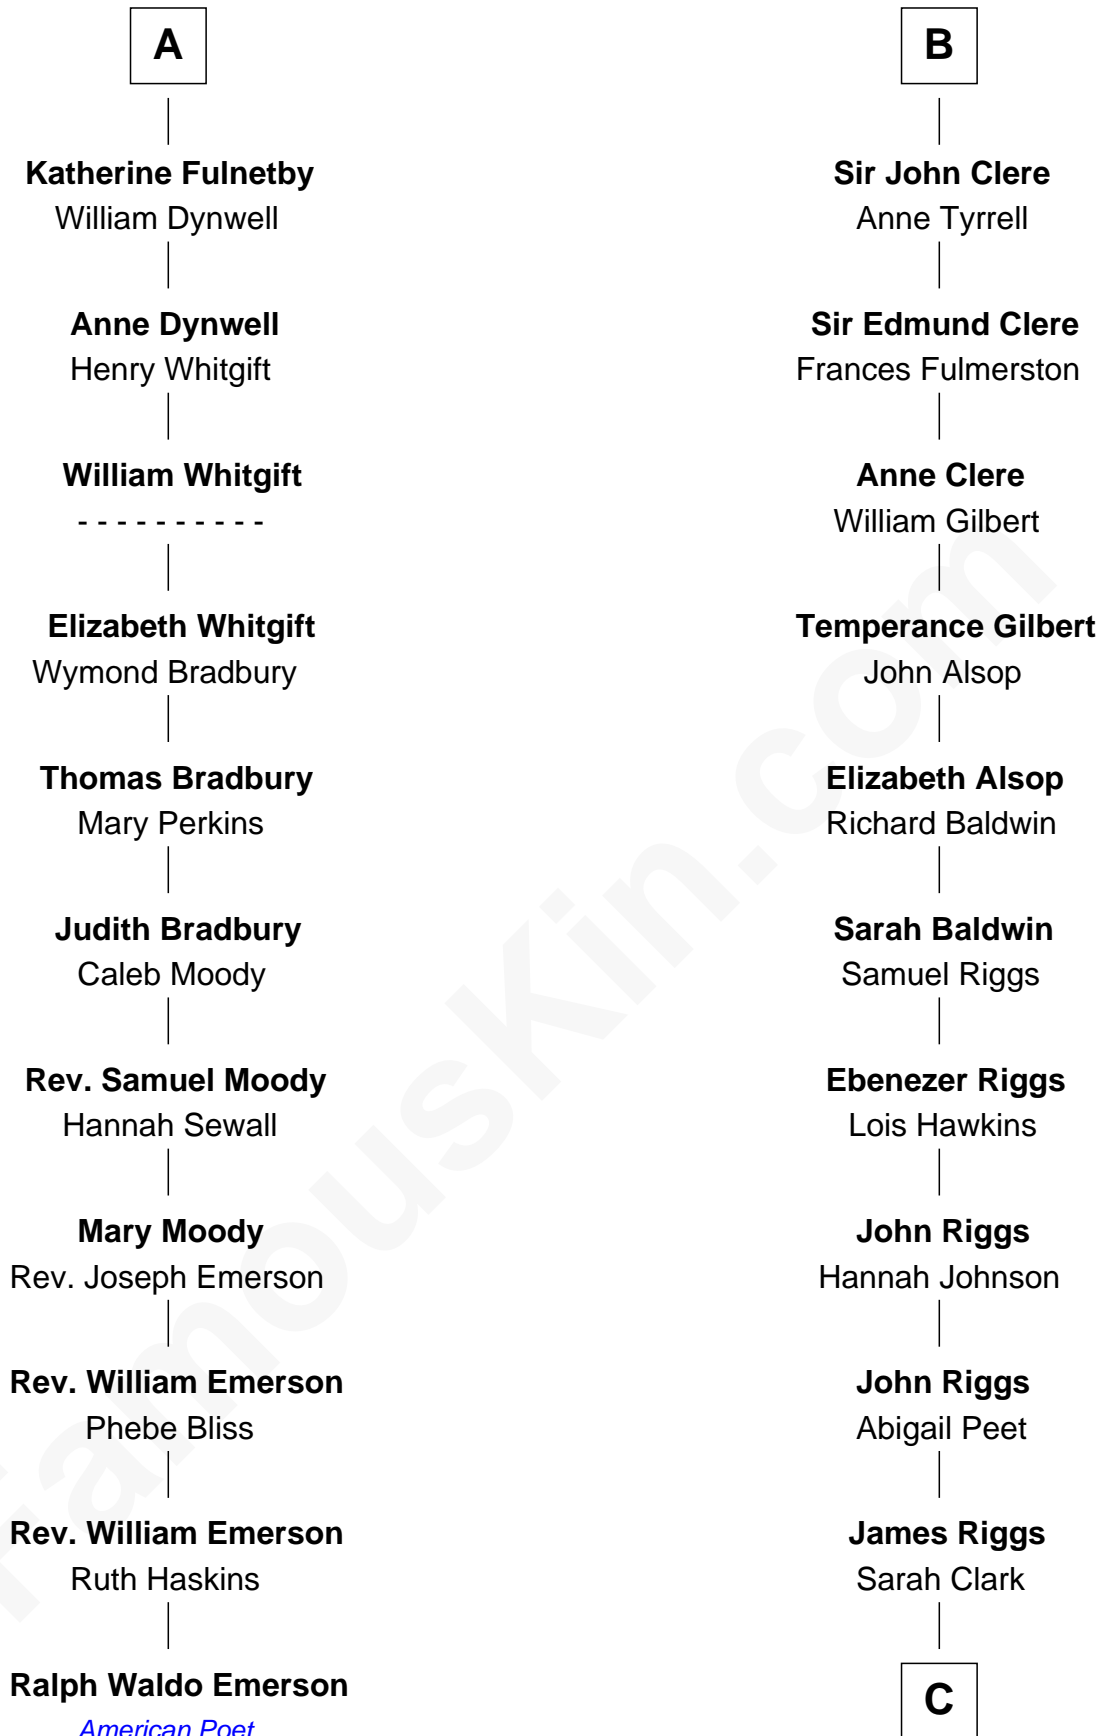 A
Katherine Fulnetby
William Dynwell
Anne Dynwell
Henry Whitgift
William Whitgift
- - - - - - - - - -
Elizabeth Whitgift
Wymond Bradbury
Thomas Bradbury
Mary Perkins
Judith Bradbury
Caleb Moody
Rev. Samuel Moody
Hannah Sewall
Mary Moody
Rev. Joseph Emerson
Rev. William Emerson
Phebe Bliss
Rev. William Emerson
Ruth Haskins
Ralph Waldo Emerson
American Poet
B
Sir John Clere
Anne Tyrrell
Sir Edmund Clere
Frances Fulmerston
Anne Clere
William Gilbert
Temperance Gilbert
John Alsop
Elizabeth Alsop
Richard Baldwin
Sarah Baldwin
Samuel Riggs
Ebenezer Riggs
Lois Hawkins
John Riggs
Hannah Johnson
John Riggs
Abigail Peet
James Riggs
Sarah Clark
C
FamousKin.com